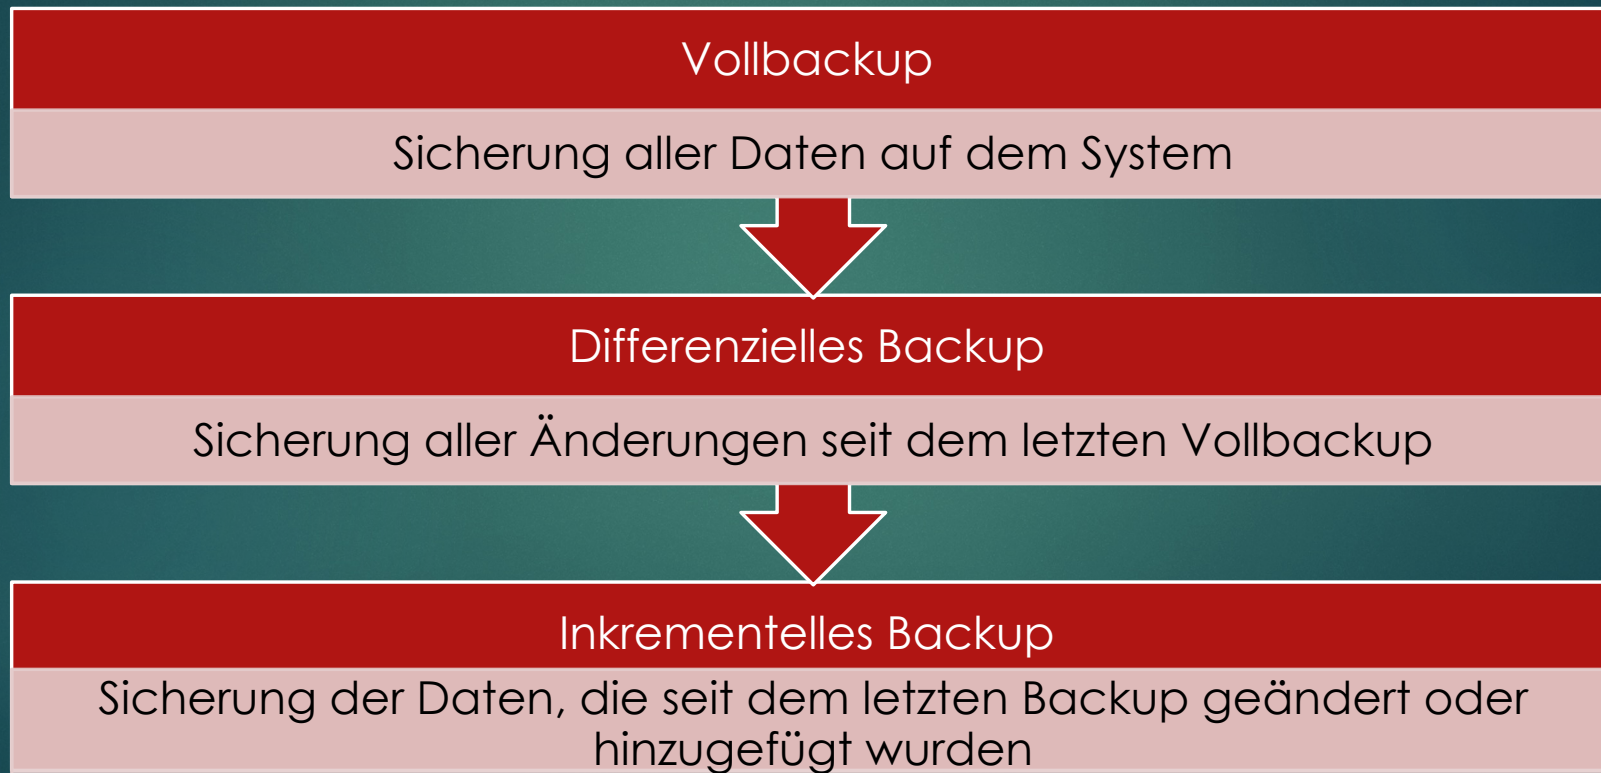 Vollbackup
Sicherung aller Daten auf dem System
Differenzielles Backup
Sicherung aller Änderungen seit dem letzten Vollbackup
Inkrementelles Backup
Sicherung der Daten, die seit dem letzten Backup geändert oder
hinzugefügt wurden